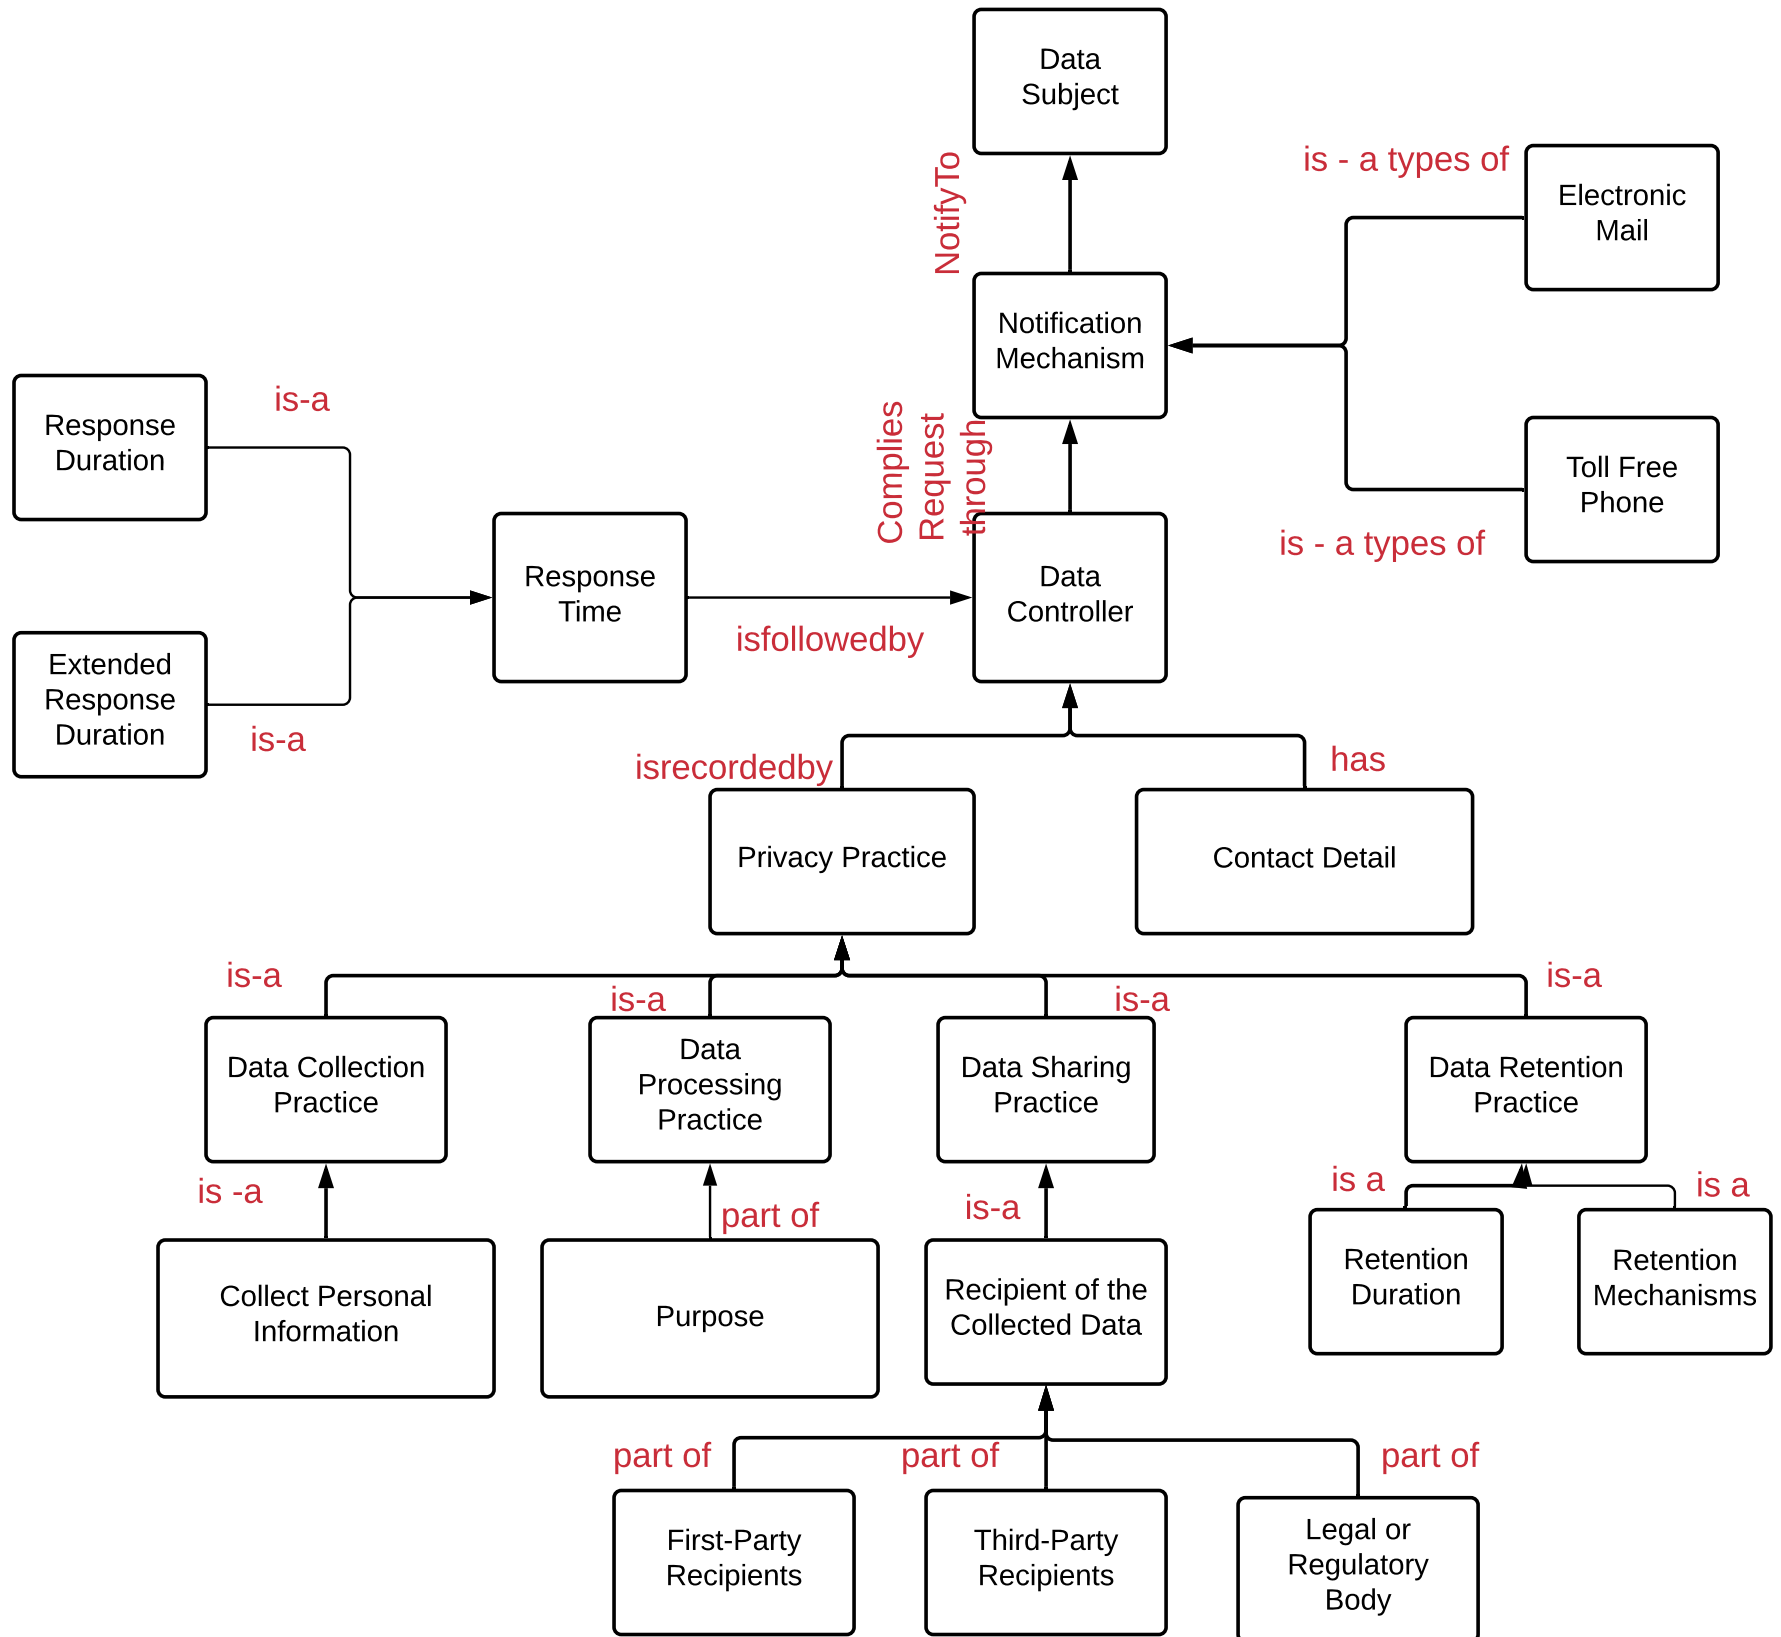 Data
Subject
NotifyTo
is - a types of
Electronic
Mail
Notification
Mechanism
Response
Duration
is-a
Complies
Request
through
Toll Free
Phone
is - a types of
Response
Time
isfollowedby
Data
Controller
Extended
Response
Duration
is-a
isrecordedby
has
Privacy Practice
Contact Detail
is-a
is-a
is-a
is-a
Data Collection
Practice
Data
Processing
Practice
Data Sharing
Practice
Data Retention
Practice
is -a
part of
is-a
is a
is a
Collect Personal
Information
Purpose
Recipient of the
Collected Data
Retention
Duration
Retention
Mechanisms
part of
part of
part of
First-Party
Recipients
Third-Party
Recipients
Legal or
Regulatory
Body